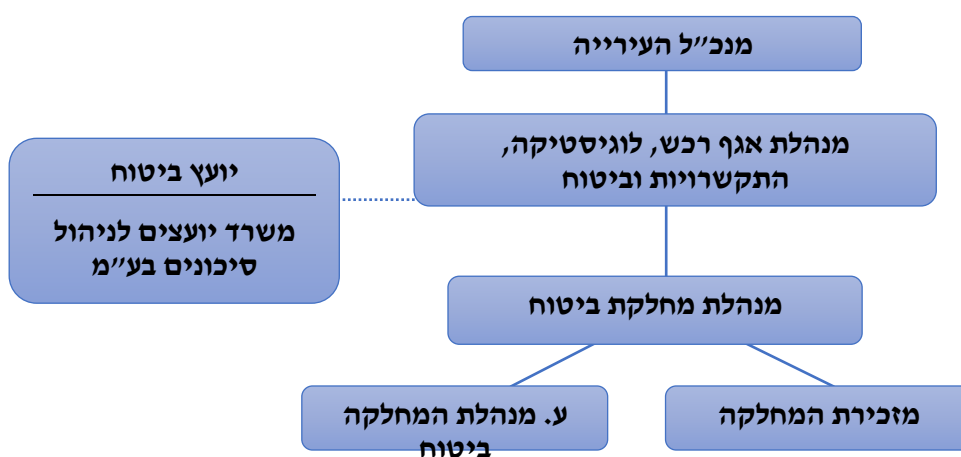 מנכ״ל העירייה
מנהלת אגף רכש, לוגיסטיקה,
התקשרויות וביטוח
יועץ ביטוח
משרד יועצים לניהול
סיכונים בע״מ
מנהלת מחלקת ביטוח
מזכירת המחלקה
ע. מנהלת המחלקה
ביטוח